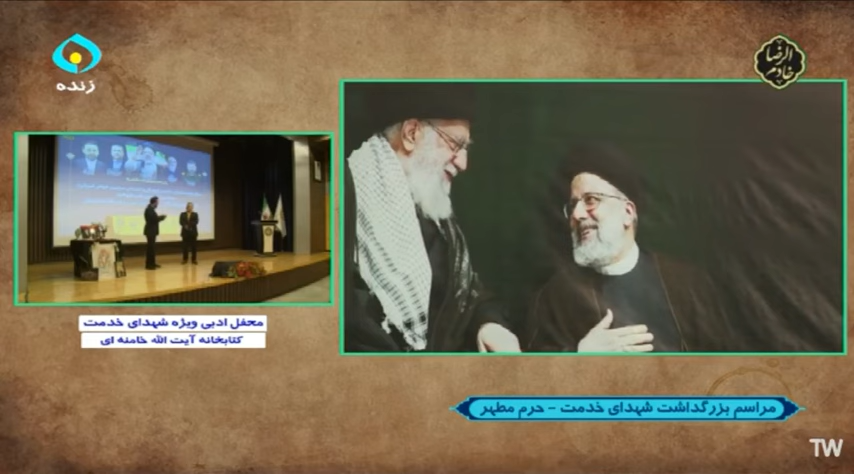 زنده
خادم الرضا
محفل ادبی ویژه شهدای خدمت
کتابخانه آیت الله خامنه ای
مراسم بزرگداشت شهدای خدمت - حرم مطهر
TW